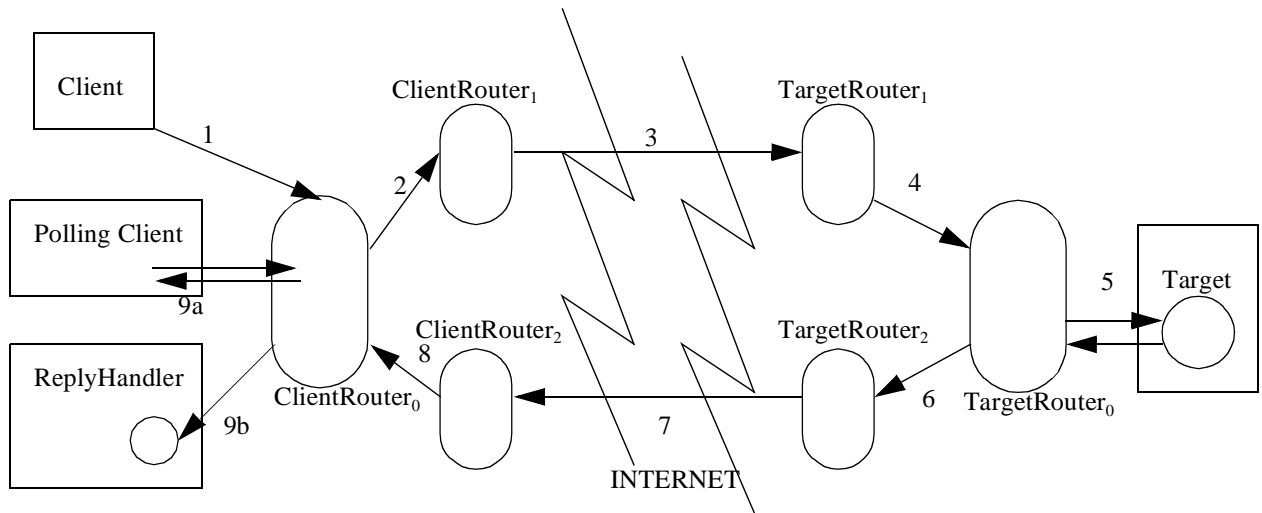 Client
ClientRouter₁
TargetRouter₁
1
2
3
4
Polling Client
9a
5
Target
ClientRouter₂
8
TargetRouter₂
ReplyHandler
ClientRouter₀
9b
7
6
TargetRouter₀
INTERNET